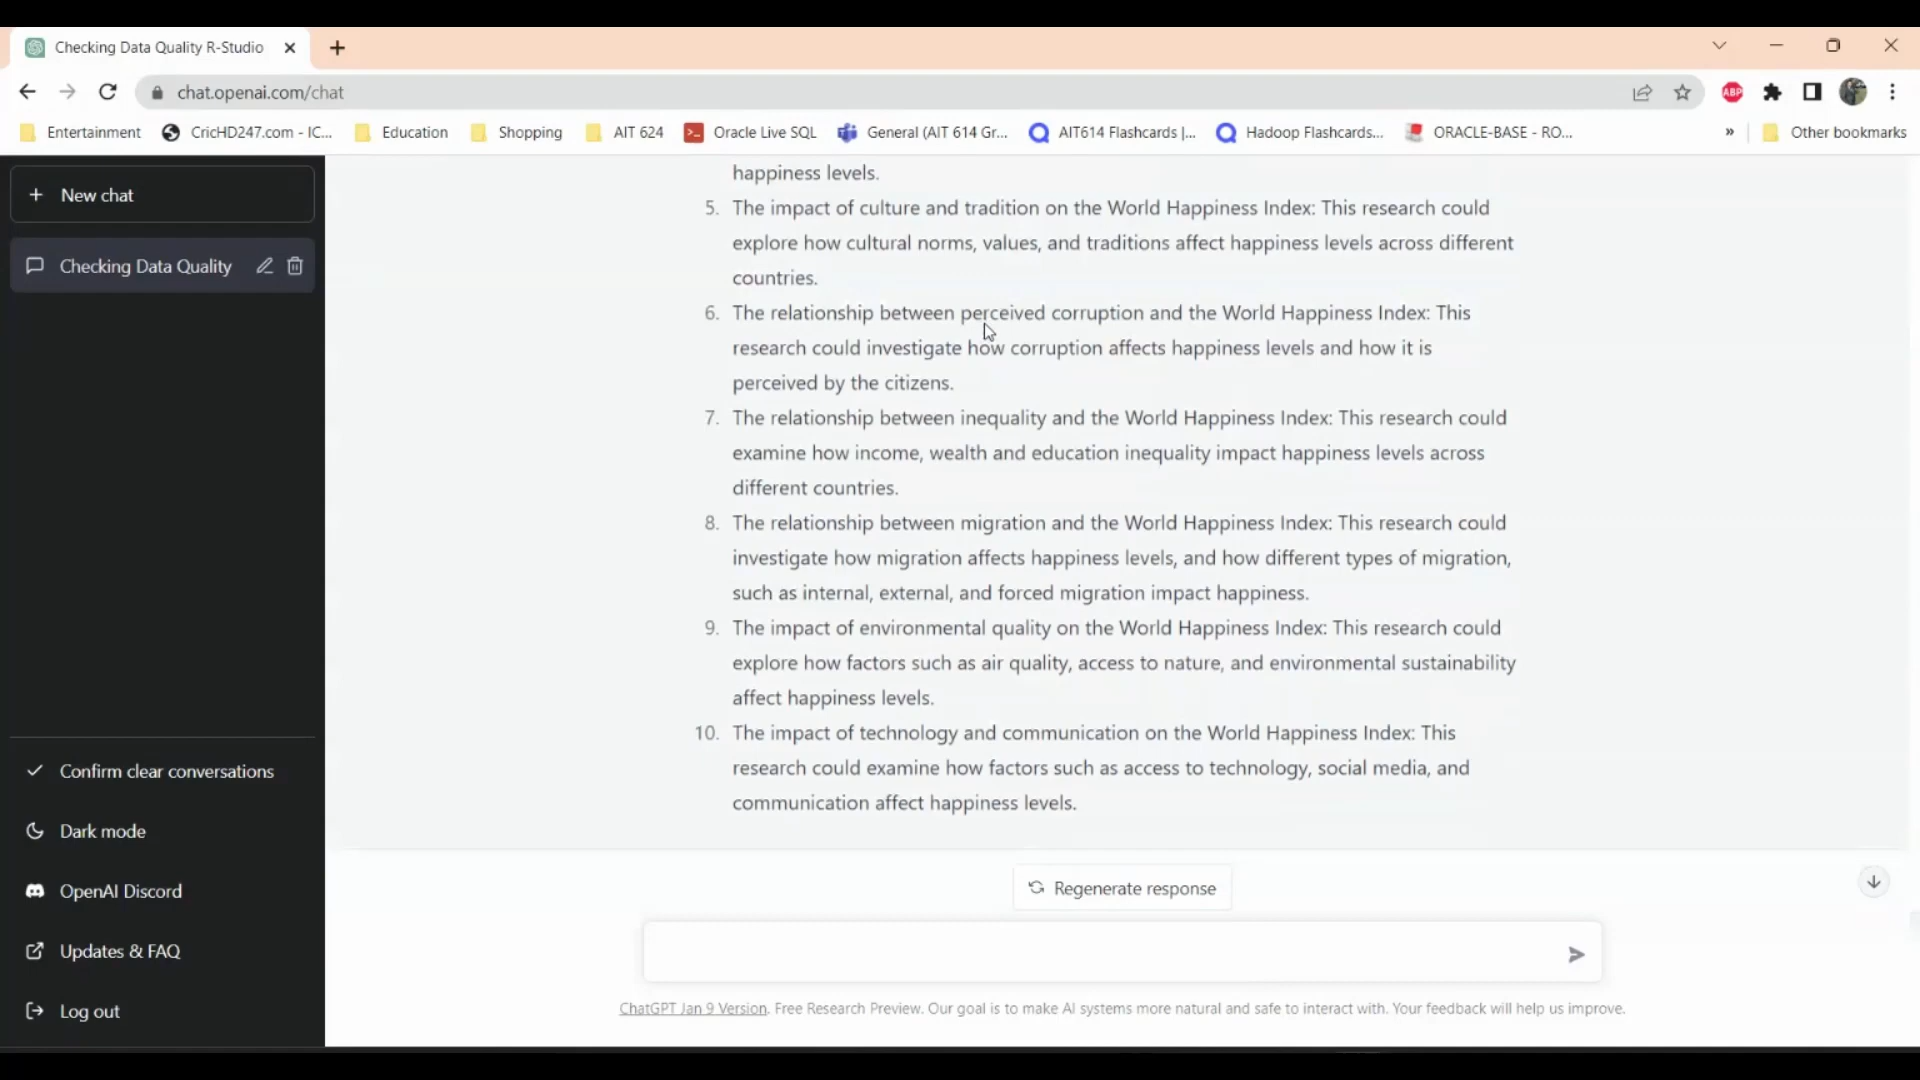 Checking Data Quality R-Studio
chat.openai.com/chat
ABP
Entertainment
CricHD247.com - IC...
Education
Shopping
AIT 624
Oracle Live SQL
General (AIT 614 Gr...
AIT614 Flashcards |...
Hadoop Flashcards...
ORACLE-BASE - RO...
»
Other bookmarks
+ New chat
Checking Data Quality
happiness levels.
5. The impact of culture and tradition on the World Happiness Index: This research could
explore how cultural norms, values, and traditions affect happiness levels across different
countries.
6. The relationship between perceived corruption and the World Happiness Index: This
research could investigate how corruption affects happiness levels and how it is
perceived by the citizens.
7. The relationship between inequality and the World Happiness Index: This research could
examine how income, wealth and education inequality impact happiness levels across
different countries.
8. The relationship between migration and the World Happiness Index: This research could
investigate how migration affects happiness levels, and how different types of migration,
such as internal, external, and forced migration impact happiness.
9. The impact of environmental quality on the World Happiness Index: This research could
explore how factors such as air quality, access to nature, and environmental sustainability
affect happiness levels.
10. The impact of technology and communication on the World Happiness Index: This
research could examine how factors such as access to technology, social media, and
communication affect happiness levels.
Confirm clear conversations
Dark mode
OpenAI Discord
Updates & FAQ
Log out
Regenerate response
ChatGPT Jan 9 Version. Free Research Preview. Our goal is to make AI systems more natural and safe to interact with. Your feedback will help us improve.